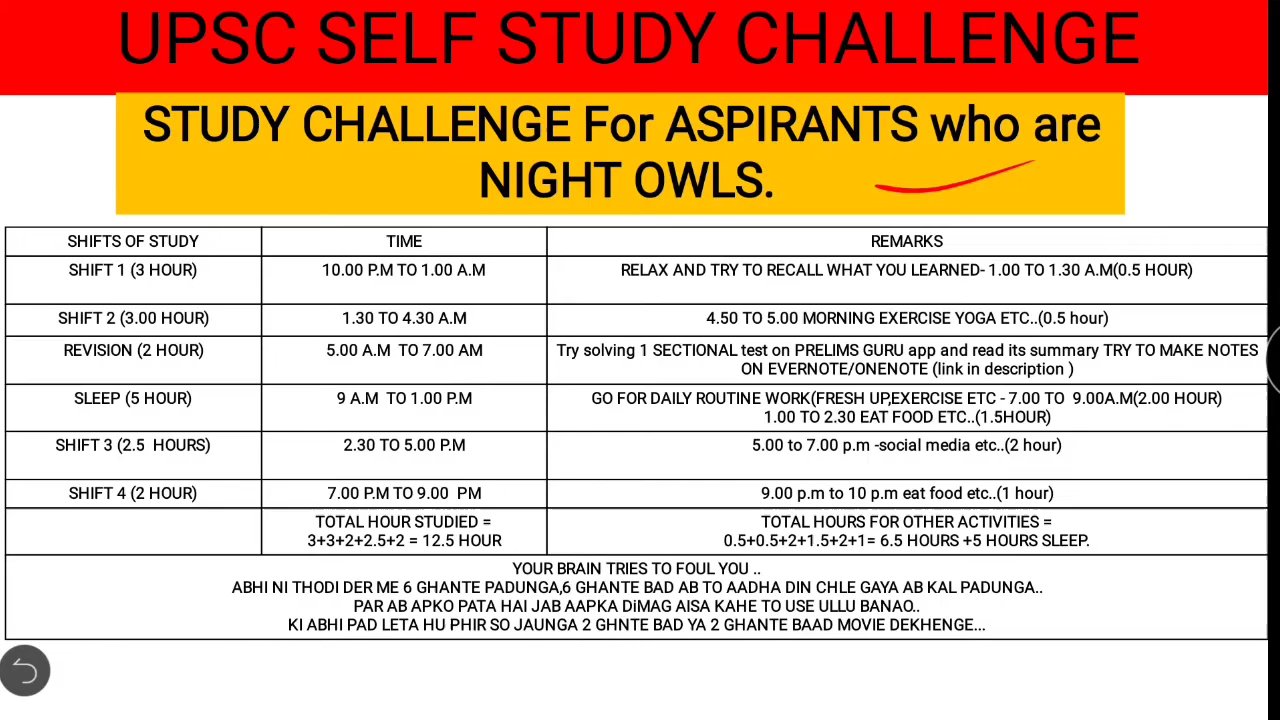 UPSC SELF STUDY CHALLENGE
STUDY CHALLENGE For ASPIRANTS who are
NIGHT OWLS.
SHIFTS OF STUDY TIME REMARKS
SHIFT 1 (3 HOUR) 10.00 P.M TO 1.00 A.M RELAX AND TRY TO RECALL WHAT YOU LEARNED- 1.00 TO 1.30 A.M(0.5 HOUR)
SHIFT 2 (3.00 HOUR) 1.30 TO 4.30 A.M 4.50 TO 5.00 MORNING EXERCISE YOGA ETC..(0.5 hour)
REVISION (2 HOUR) 5.00 A.M TO 7.00 AM Try solving 1 SECTIONAL test on PRELIMS GURU app and read its summary TRY TO MAKE NOTES
ON EVERNOTE/ONENOTE (link in description )
SLEEP (5 HOUR) 9 A.M TO 1.00 P.M GO FOR DAILY ROUTINE WORK(FRESH UP,EXERCISE ETC - 7.00 TO 9.00A.M(2.00 HOUR)
1.00 TO 2.30 EAT FOOD ETC..(1.5HOUR)
SHIFT 3 (2.5 HOURS) 2.30 TO 5.00 P.M 5.00 to 7.00 p.m -social media etc..(2 hour)
SHIFT 4 (2 HOUR) 7.00 P.M TO 9.00 PM 9.00 p.m to 10 p.m eat food etc..(1 hour)
TOTAL HOUR STUDIED = TOTAL HOURS FOR OTHER ACTIVITIES =
3+3+2+2.5+2 = 12.5 HOUR 0.5+0.5+2+1.5+2+1= 6.5 HOURS +5 HOURS SLEEP.
YOUR BRAIN TRIES TO FOUL YOU ..
ABHI NI THODI DER ME 6 GHANTE PADUNGA,6 GHANTE BAD AB TO AADHA DIN CHLE GAYA AB KAL PADUNGA..
PAR AB APKO PATA HAI JAB AAPKA DiMAG AISA KAHE TO USE ULLU BANAO..
KI ABHI PAD LETA HU PHIR SO JAUNGA 2 GHNTE BAD YA 2 GHANTE BAAD MOVIE DEKHENGE...